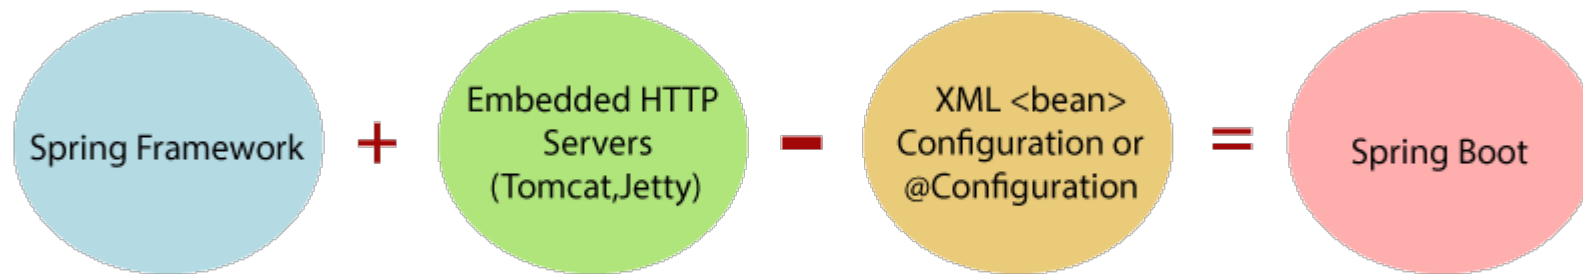 Spring Framework
+
Embedded HTTP
Servers
(Tomcat,Jetty)
-
XML <bean>
Configuration or
@Configuration
=
Spring Boot